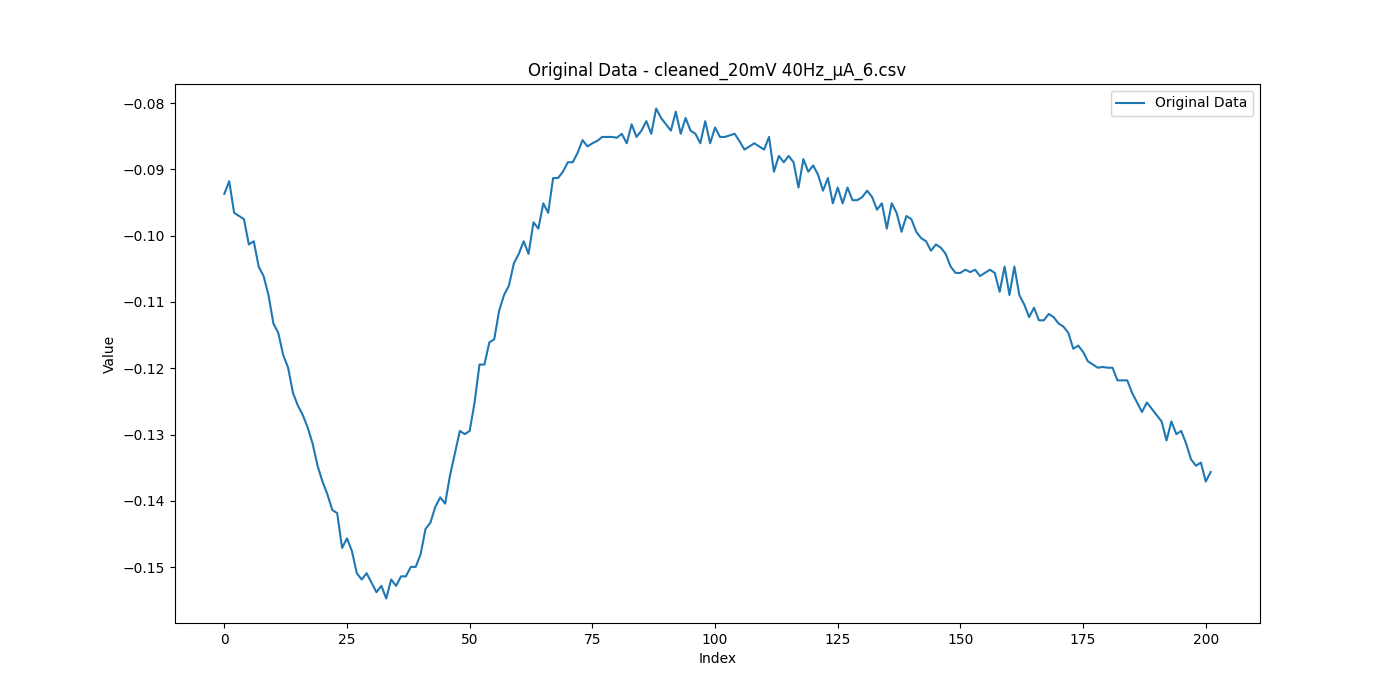 Original Data - cleaned_20mV 40Hz_µA_6.csv
Original Data
−0.08
−0.09
−0.10
−0.11
−0.12
−0.13
−0.14
−0.15
Value
0 25 50 75 100 125 150 175 200
Index